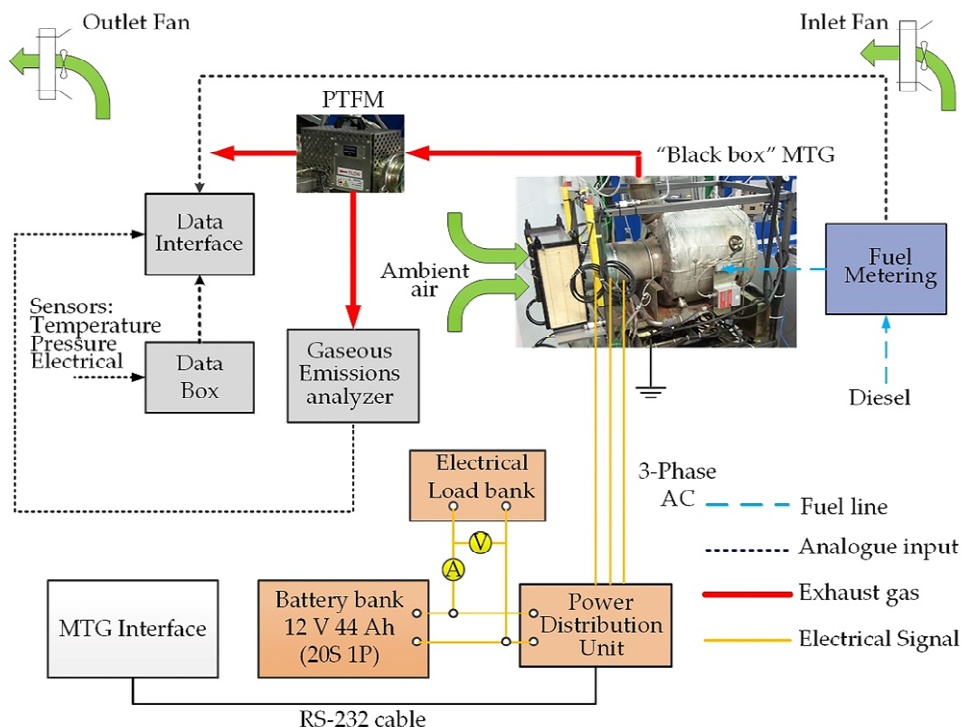 Outlet Fan
Inlet Fan
PTFM
"Black box" MTG
Data
Interface
Ambient
air
Fuel
Metering
Sensors:
Temperature
Pressure
Electrical
Data
Box
Gaseous
Emissions
analyzer
Diesel
Electrical
Load bank
3-Phase
AC
Fuel line
V
Analogue input
A
Exhaust gas
Battery bank
12 V 44 Ah
(20S 1P)
Power
Distribution
Unit
MTG Interface
Electrical Signal
RS-232 cable